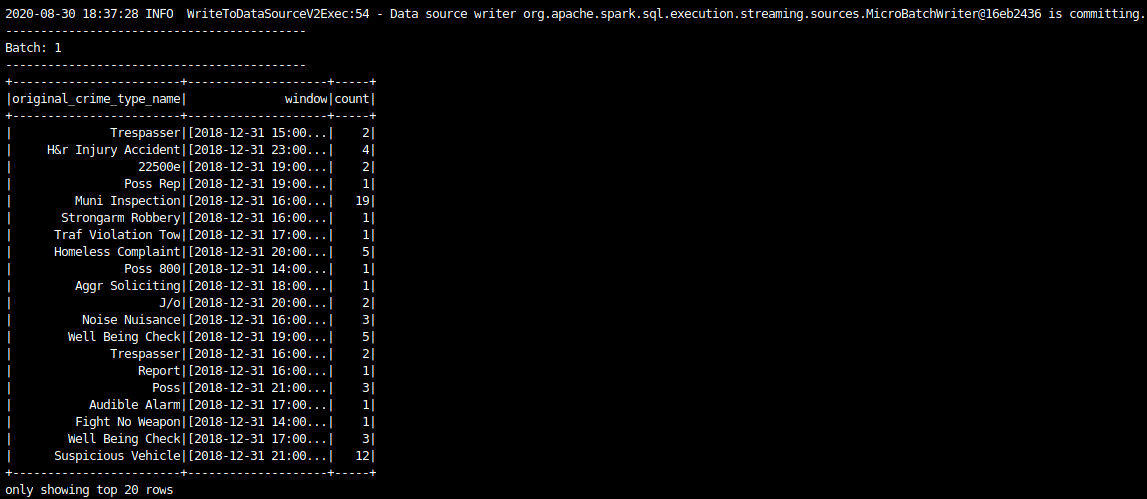 2020-08-30 18:37:28 INFO  WriteToDataSourceV2Exec:54 - Data source writer org.apache.spark.sql.execution.streaming.sources.MicroBatchWriter@16eb2436 is committing.
-------------------------------------------
Batch: 1
-------------------------------------------
+------------------------+--------------------+-----+
|original_crime_type_name|              window|count|
+------------------------+--------------------+-----+
|              Trespasser|[2018-12-31 15:00...|    2|
|     H&r Injury Accident|[2018-12-31 23:00...|    4|
|                  22500e|[2018-12-31 19:00...|    2|
|                Poss Rep|[2018-12-31 19:00...|    1|
|         Muni Inspection|[2018-12-31 16:00...|   19|
|       Strongarm Robbery|[2018-12-31 16:00...|    1|
|      Traf Violation Tow|[2018-12-31 17:00...|    1|
|      Homeless Complaint|[2018-12-31 20:00...|    5|
|                Poss 800|[2018-12-31 14:00...|    1|
|         Aggr Soliciting|[2018-12-31 18:00...|    1|
|                     J/o|[2018-12-31 20:00...|    2|
|          Noise Nuisance|[2018-12-31 16:00...|    3|
|        Well Being Check|[2018-12-31 19:00...|    5|
|              Trespasser|[2018-12-31 16:00...|    2|
|                  Report|[2018-12-31 16:00...|    1|
|                    Poss|[2018-12-31 21:00...|    3|
|           Audible Alarm|[2018-12-31 17:00...|    1|
|         Fight No Weapon|[2018-12-31 14:00...|    1|
|        Well Being Check|[2018-12-31 17:00...|    3|
|      Suspicious Vehicle|[2018-12-31 21:00...|   12|
+------------------------+--------------------+-----+
only showing top 20 rows